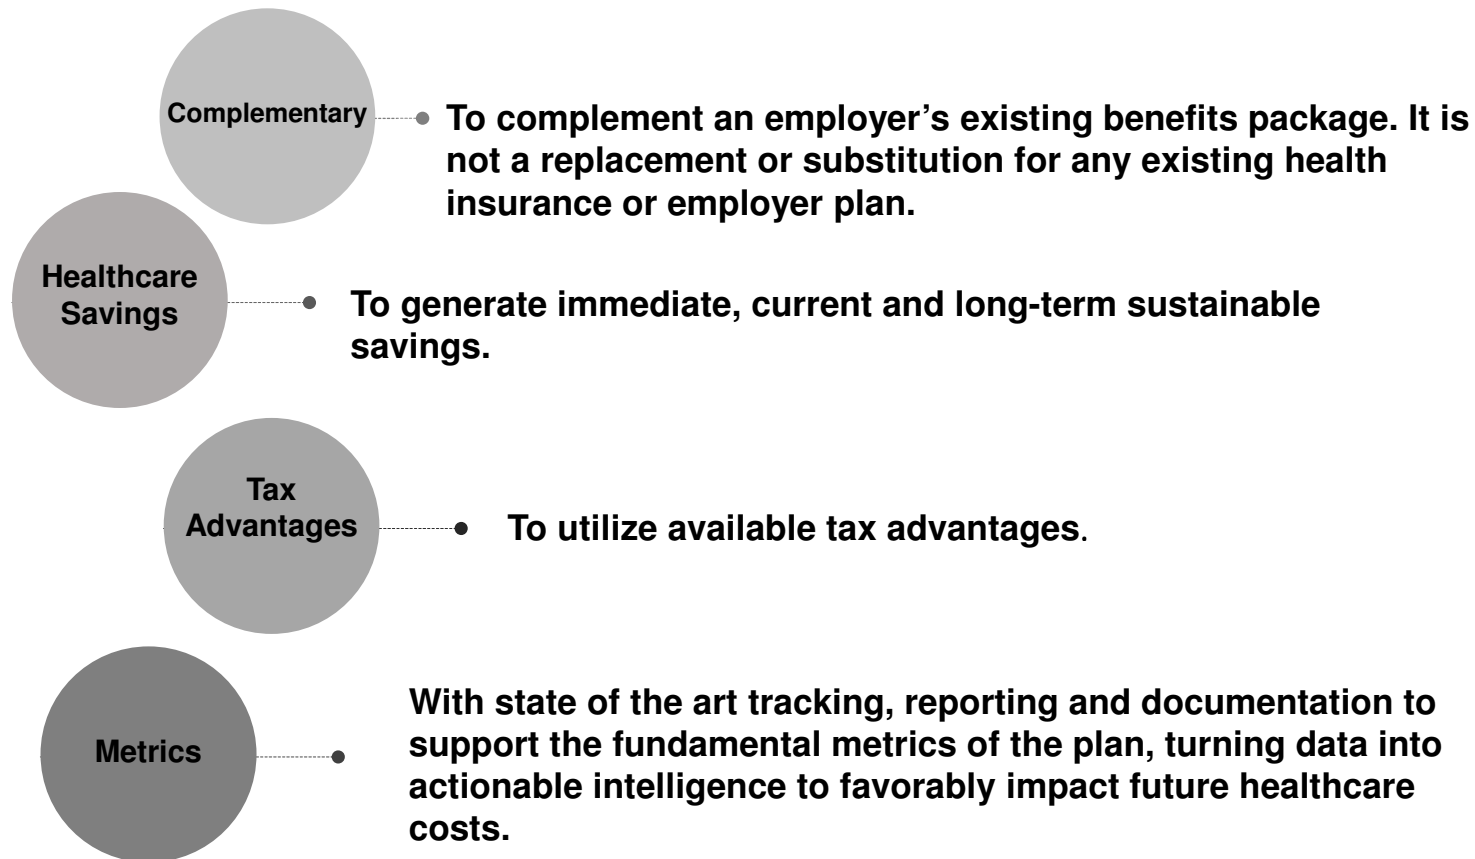 Complementary
To complement an employer’s existing benefits package. It is
not a replacement or substitution for any existing health
insurance or employer plan.
Healthcare
Savings
To generate immediate, current and long-term sustainable
savings.
Tax
Advantages
To utilize available tax advantages.
Metrics
With state of the art tracking, reporting and documentation to
support the fundamental metrics of the plan, turning data into
actionable intelligence to favorably impact future healthcare
costs.